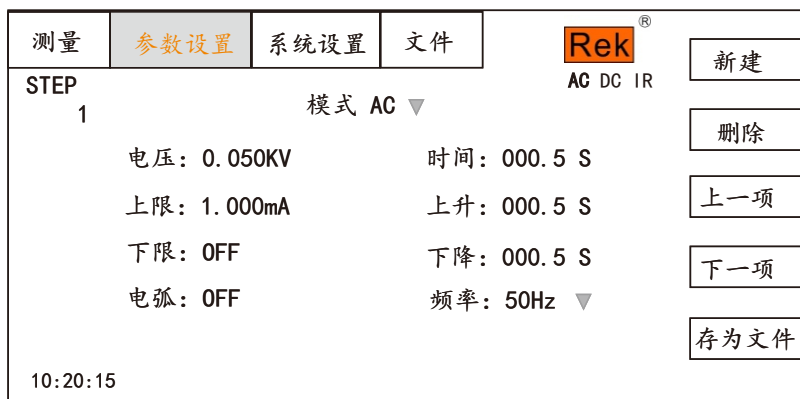 测量 参数设置 系统设置 文件 Rek®
AC DC IR
新建
STEP
1
模式 AC ▼
删除
电压: 0.050KV 时间: 000.5 S
上限: 1.000mA 上升: 000.5 S
上一项
下限: OFF 下降: 000.5 S
下一项
电弧: OFF 频率: 50Hz ▼
存为文件
10:20:15